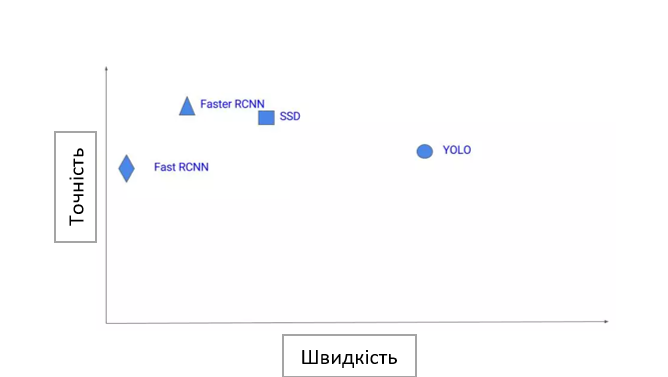 Faster RCNN
SSD
YOLO
Fast RCNN
Точність
Швидкість